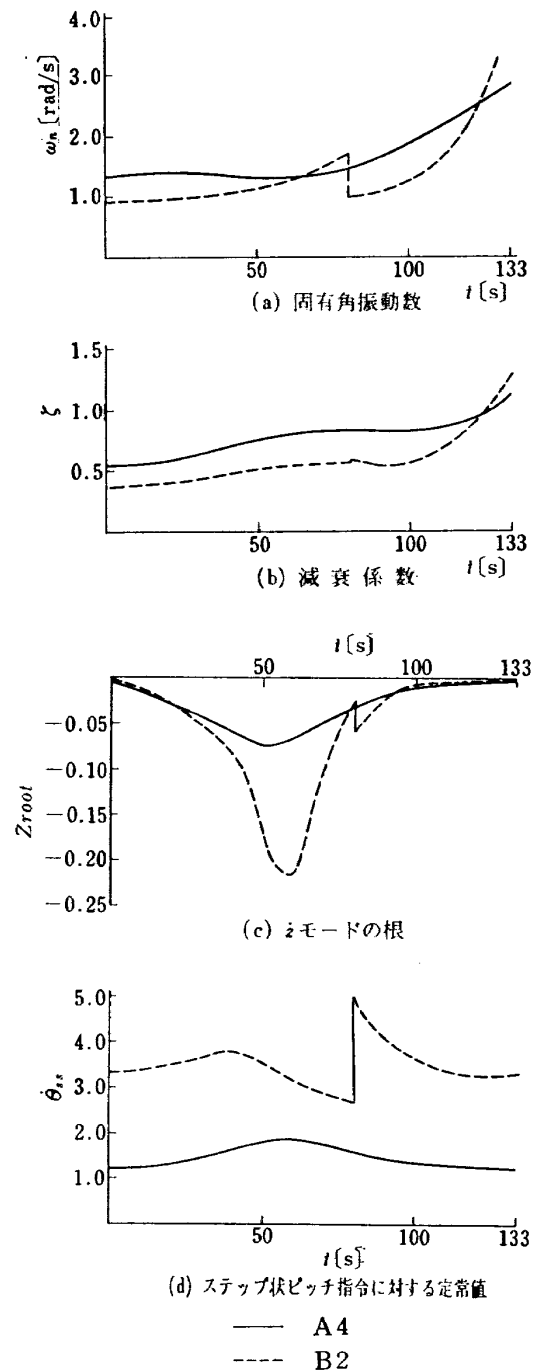 4.0
3.0
2.0
1.0
ωn [rad/s]
50
100
133
t[s]
(a) 固有角振動数
1.5
1.0
0.5
ζ
50
100
133
t[s]
(b) 減衰係数
t[s]
50
100
133
−0.05
−0.10
−0.15
−0.20
−0.25
Zroot
(c) żモードの根
5.0
4.0
3.0
2.0
1.0
θ̇ss
50
100
133
t[s]
(d) ステップ状ピッチ指令に対する定常値
A4
B2